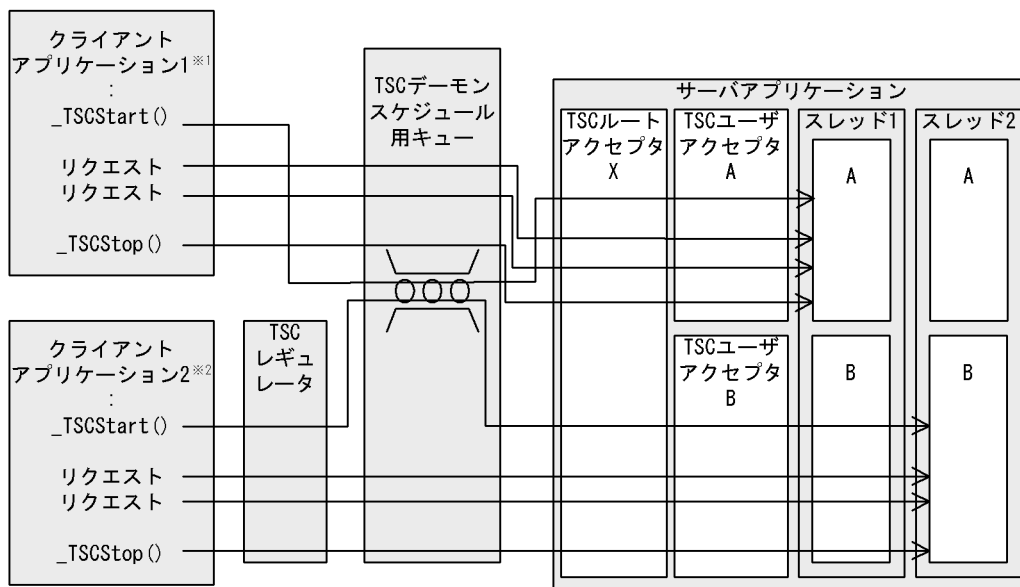 クライアント
アプリケーション1※1
:
_TSCStart()
リクエスト
リクエスト
_TSCStop()
クライアント
アプリケーション2※2
:
_TSCStart()
リクエスト
リクエスト
_TSCStop()
TSC
レギュ
レータ
TSCデーモン
スケジュール
用キュー
サーバアプリケーション
TSCルート
アクセプタ
X
TSCユーザ
アクセプタ
A
TSCユーザ
アクセプタ
B
スレッド1
A
B
スレッド2
A
B